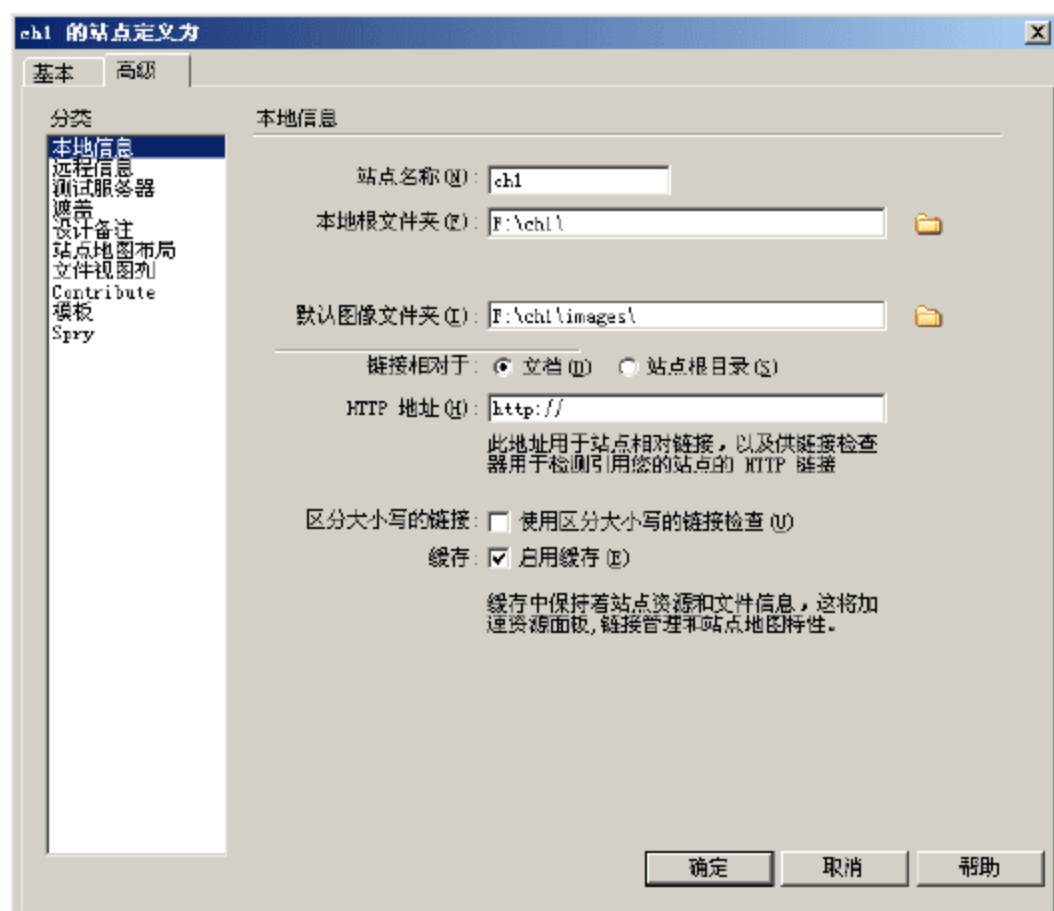 ch1 的站点定义为
基本 高级
分类
本地信息
远程信息
测试服务器
遮盖
设计备注
站点地图布局
文件视图列
Contribute
模板
Spry
本地信息
站点名称(N): ch1
本地根文件夹(F): F:\ch1\
默认图像文件夹(I): F:\ch1\images\
链接相对于: 文档(D) 站点根目录(S)
HTTP 地址(H): http://
此地址用于站点相对链接，以及供链接检查
器用于检测引用您的站点的 HTTP 链接
区分大小写的链接: 使用区分大小写的链接检查(U)
缓存: 启用缓存(E)
缓存中保持着站点资源和文件信息，这将加
速资源面板,链接管理和站点地图特性。
确定 取消 帮助